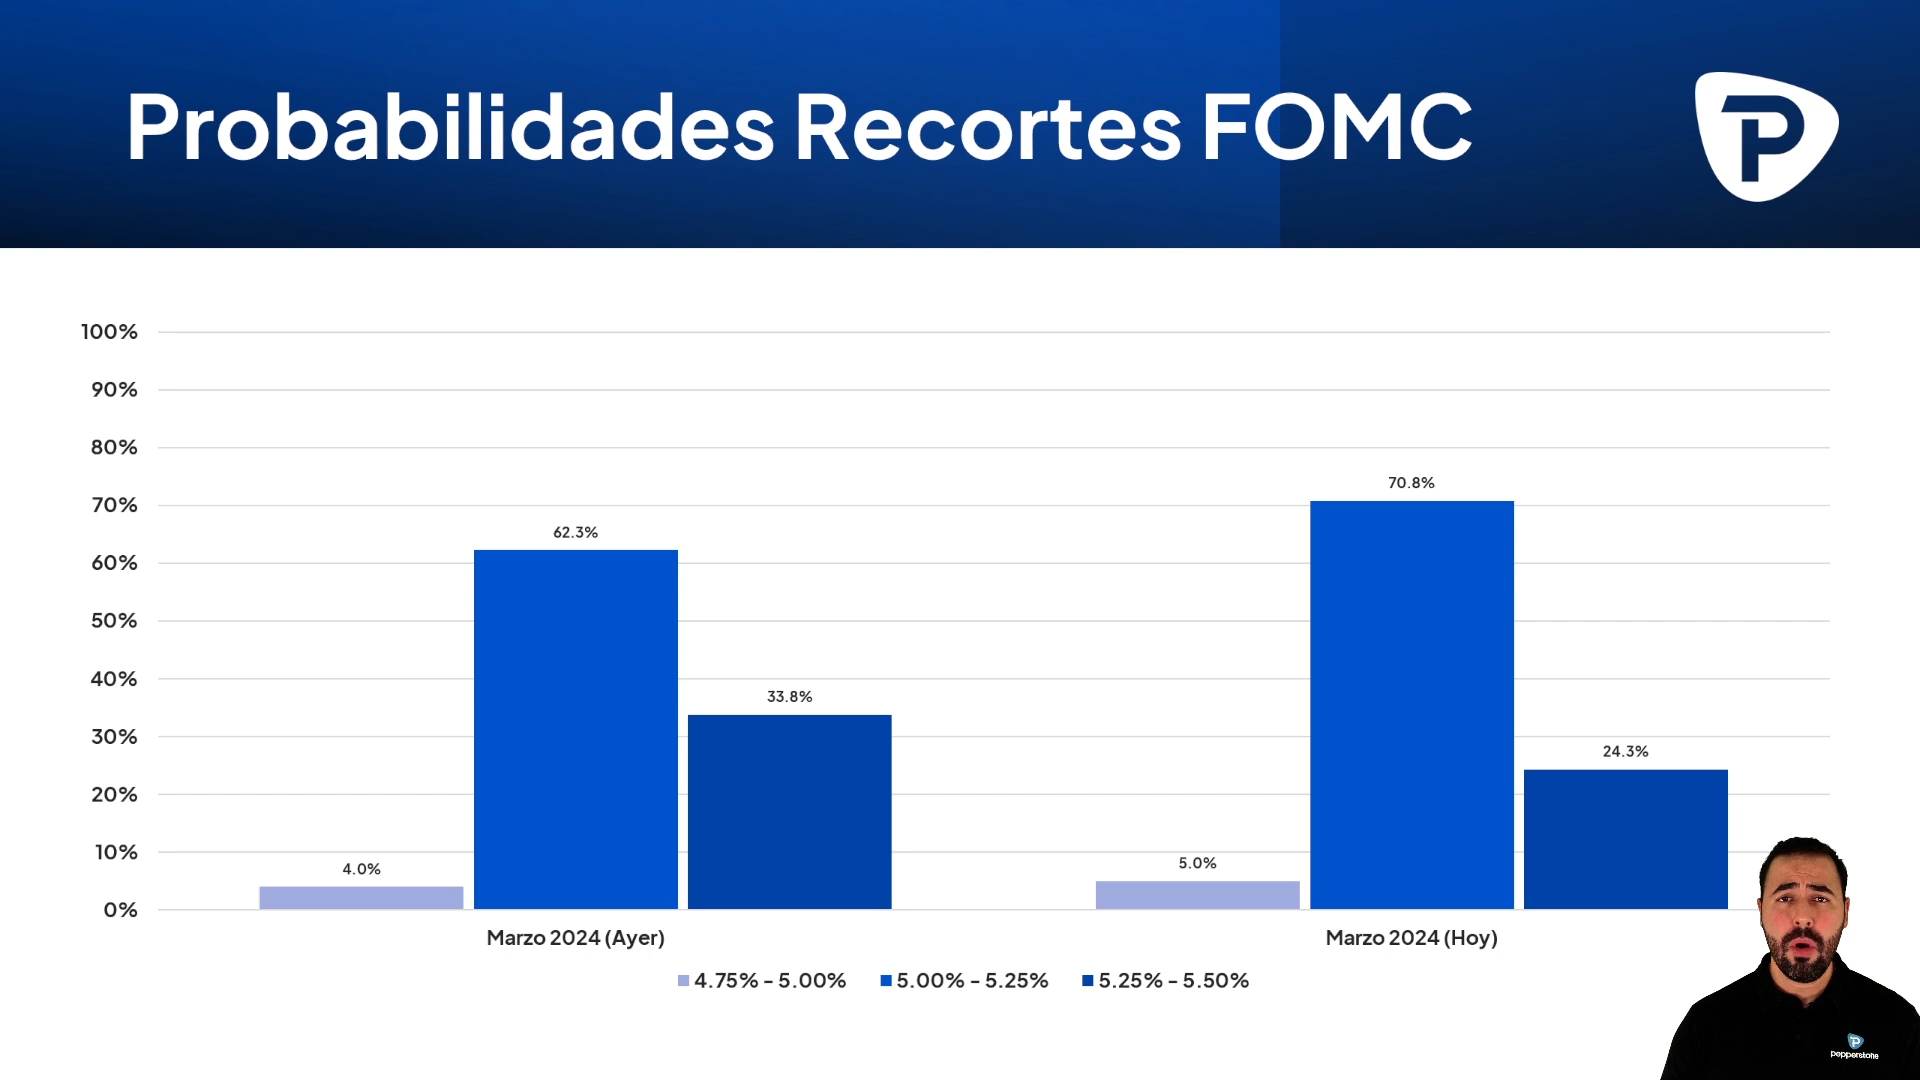 Probabilidades Recortes FOMC
100%
90%
80%
70%
60%
50%
40%
30%
20%
10%
0%
4.0%
62.3%
33.8%
5.0%
70.8%
24.3%
Marzo 2024 (Ayer)
Marzo 2024 (Hoy)
4.75% - 5.00%
5.00% - 5.25%
5.25% - 5.50%
pepperstone